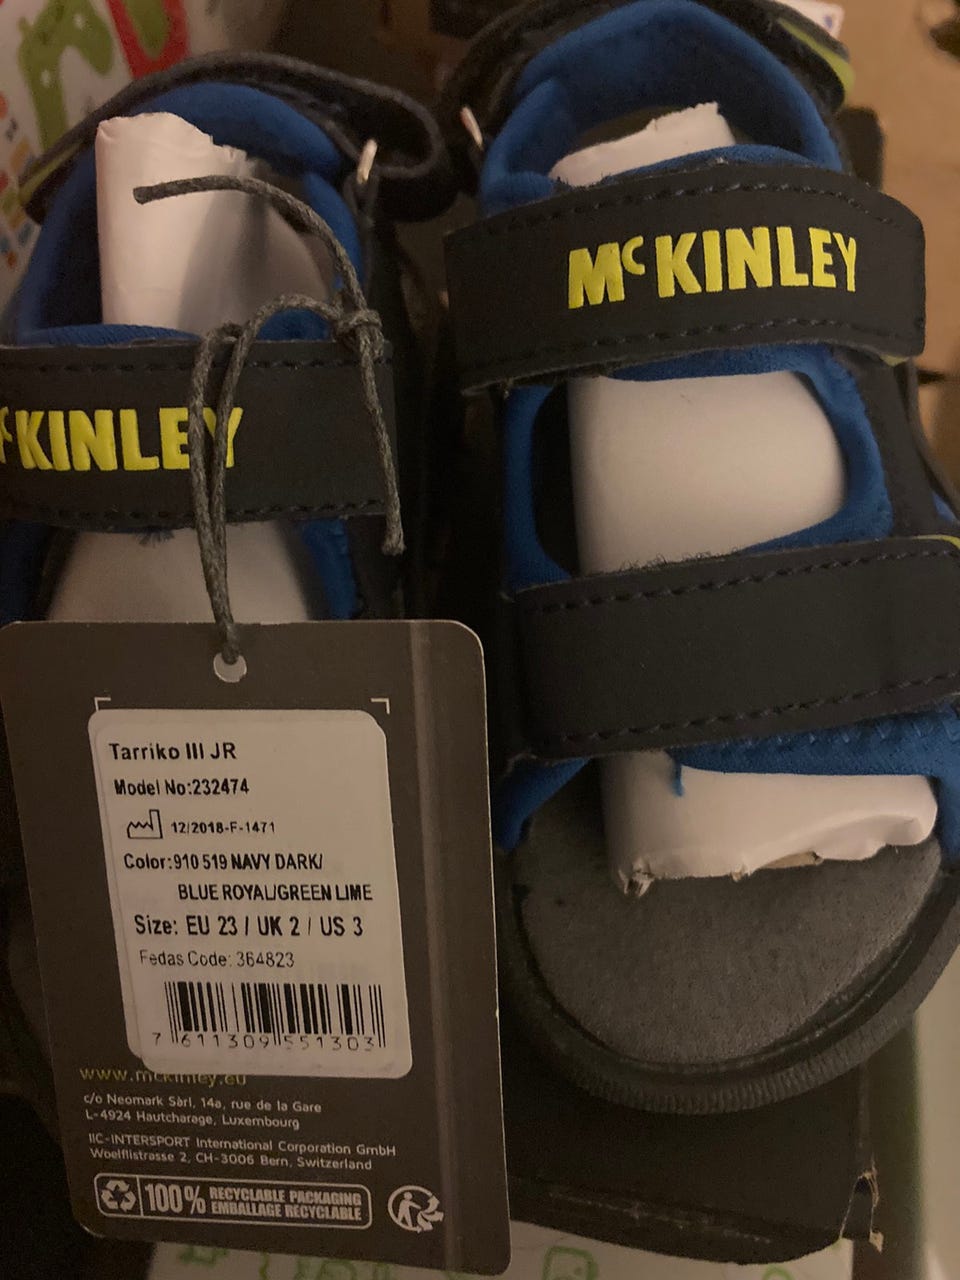 McKINLEY
McKINLEY
Tarriko III JR
Model No:232474
12/2018-F-1471
Color:910 519 NAVY DARK/
BLUE ROYAL/GREEN LIME
Size: EU 23 / UK 2 / US 3
Fedas Code: 364823
7 611309 551303
www.mckinley.eu
c/o Neomark Sàrl, 14a, rue de la Gare
L-4924 Hautcharage, Luxembourg
IIC-INTERSPORT International Corporation GmbH
Woelflistrasse 2, CH-3006 Bern, Switzerland
100% RECYCLABLE PACKAGING
EMBALLAGE RECYCLABLE